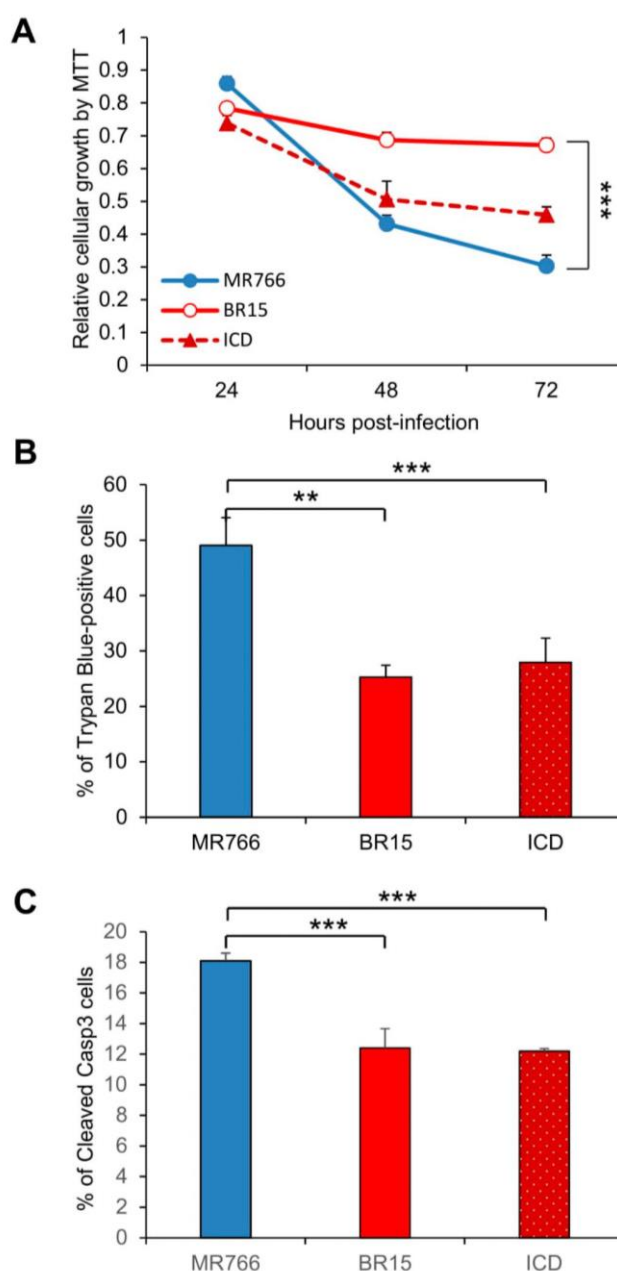 A
Relative cellular growth by MTT
1
0.9
0.8
0.7
0.6
0.5
0.4
0.3
0.2
0.1
0
MR766
BR15
ICD
***
24 48 72
Hours post-infection
B
% of Trypan Blue-positive cells
60
50
40
30
20
10
0
***
**
MR766 BR15 ICD
C
% of Cleaved Casp3 cells
20
18
16
14
12
10
8
6
4
2
0
***
***
MR766 BR15 ICD